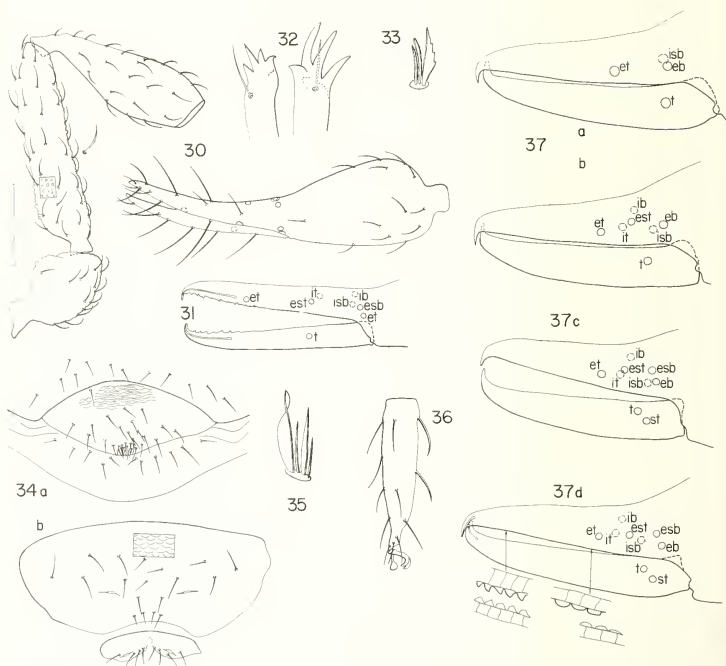 32
33
isb
et
eb
t
a
37
b
30
ib
est
eb
et
it
isb
t
et
it
ib
est
isb
esb
et
31
t
37c
ib
et
est
esb
it
isb
eb
t
st
36
34 a
35
b
37d
ib
et
est
esb
it
isb
eb
t
st